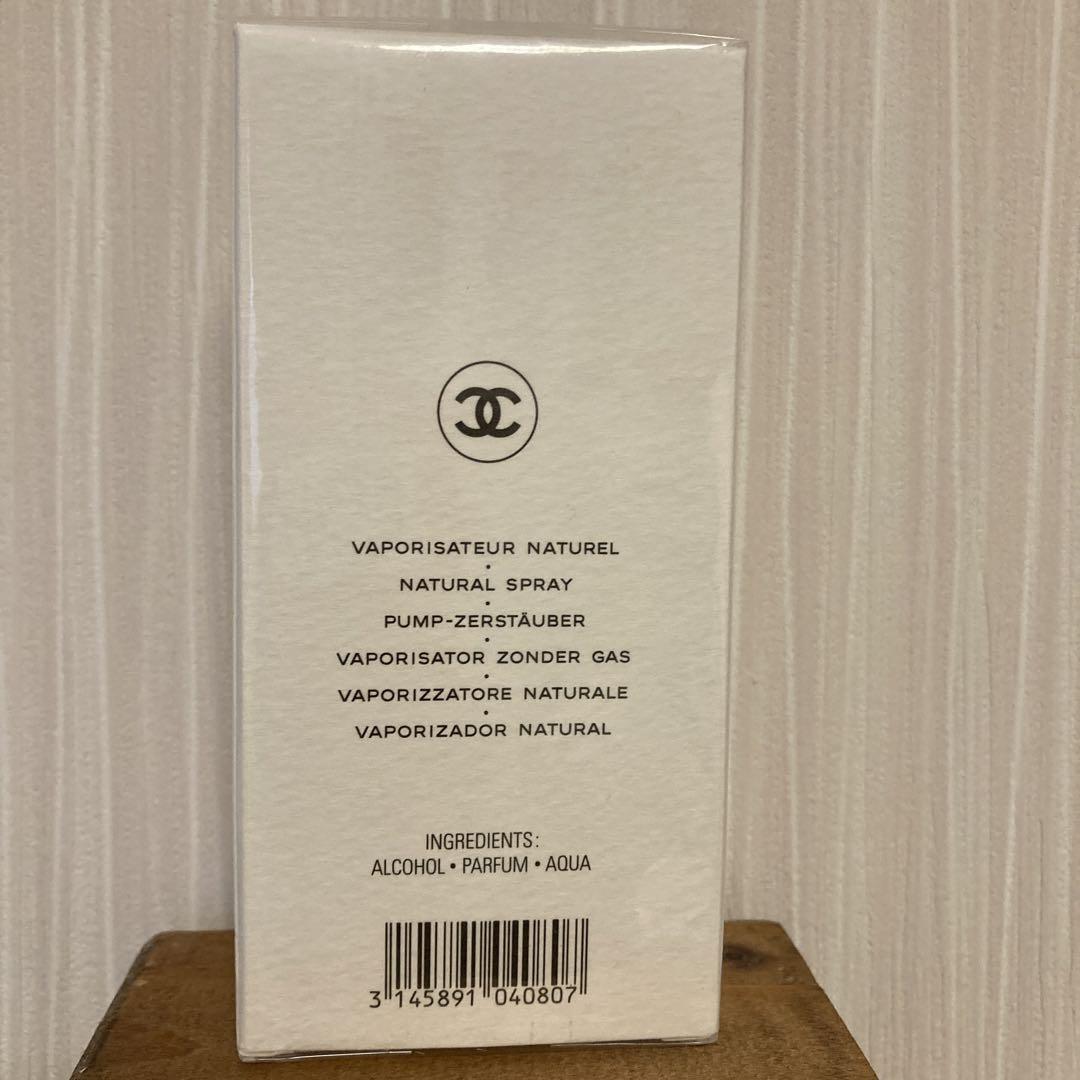 VAPORISATEUR NATUREL
•
NATURAL SPRAY
•
PUMP-ZERSTÄUBER
•
VAPORISATOR ZONDER GAS
•
VAPORIZZATORE NATURALE
•
VAPORIZADOR NATURAL
INGREDIENTS:
ALCOHOL • PARFUM • AQUA
3 145891 040807